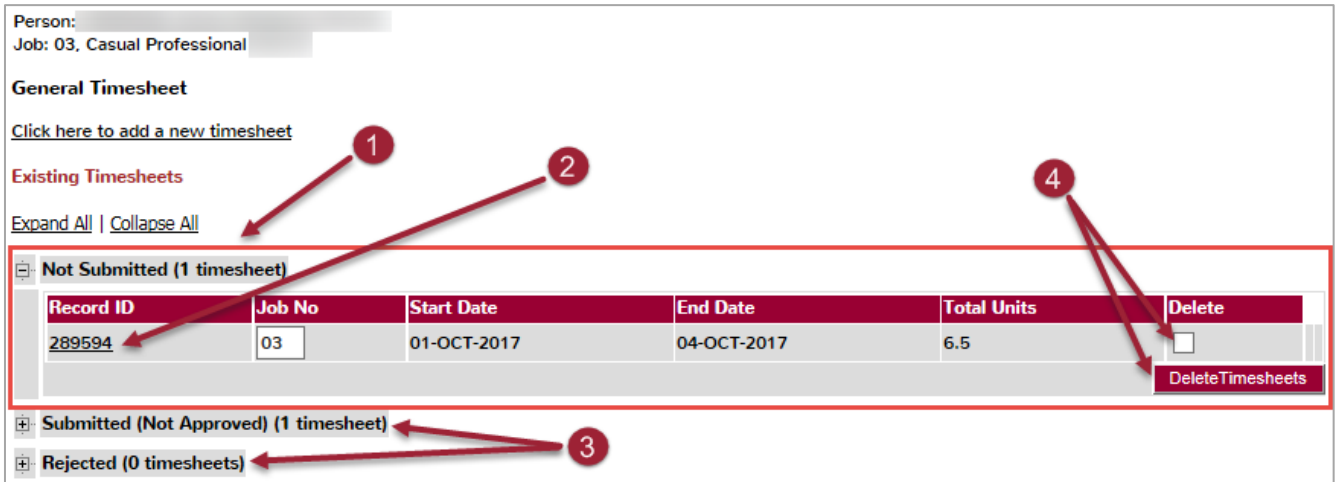 Person:
Job: 03, Casual Professional
General Timesheet
Click here to add a new timesheet
1
2
Existing Timesheets
4
Expand All | Collapse All
Not Submitted (1 timesheet)
Record ID Job No Start Date End Date Total Units Delete
289594 03 01-OCT-2017 04-OCT-2017 6.5
DeleteTimesheets
Submitted (Not Approved) (1 timesheet)
3
Rejected (0 timesheets)